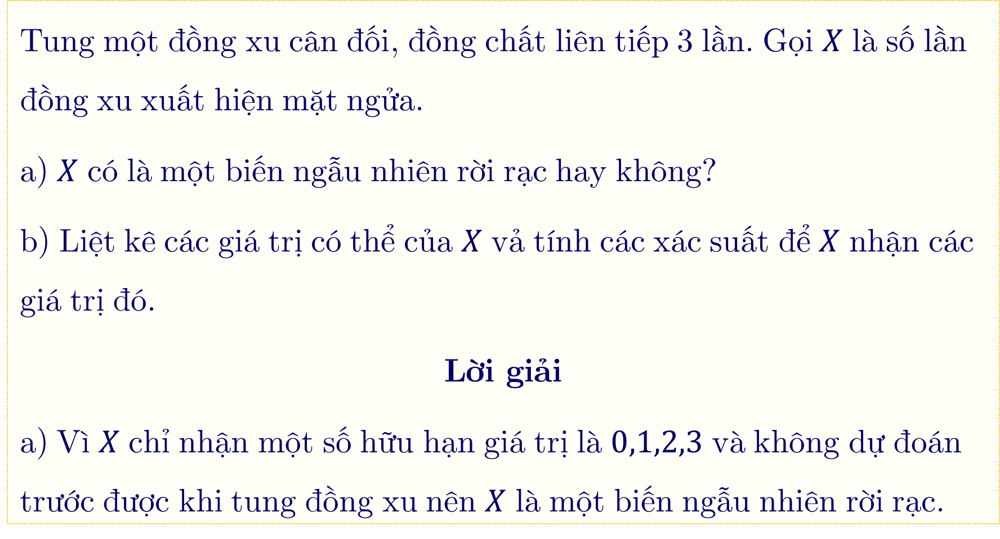 Tung một đồng xu cân đối, đồng chất liên tiếp 3 lần. Gọi X là số lần
đồng xu xuất hiện mặt ngửa.
a) X có là một biến ngẫu nhiên rời rạc hay không?
b) Liệt kê các giá trị có thể của X vả tính các xác suất để X nhận các
giá trị đó.
Lời giải
a) Vì X chỉ nhận một số hữu hạn giá trị là 0,1,2,3 và không dự đoán
trước được khi tung đồng xu nên X là một biến ngẫu nhiên rời rạc.